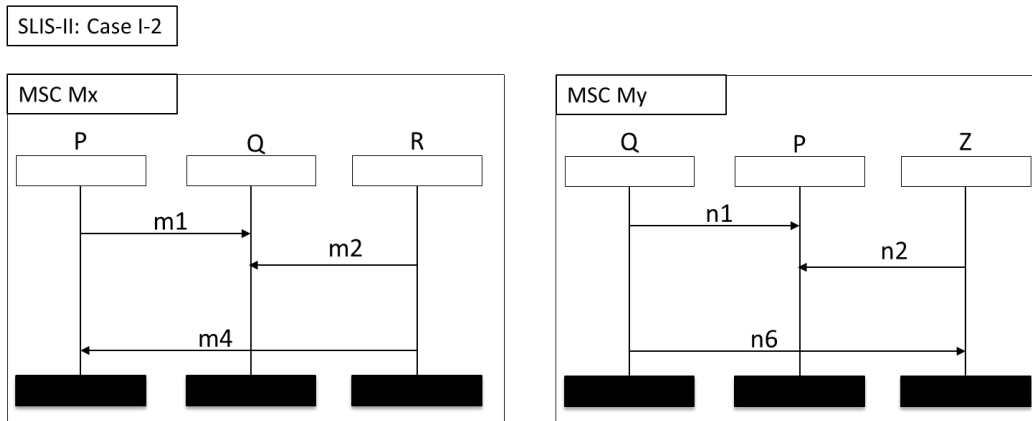 SLIS-II: Case I-2
MSC Mx
P Q R
m1
m2
m4
MSC My
Q P Z
n1
n2
n6